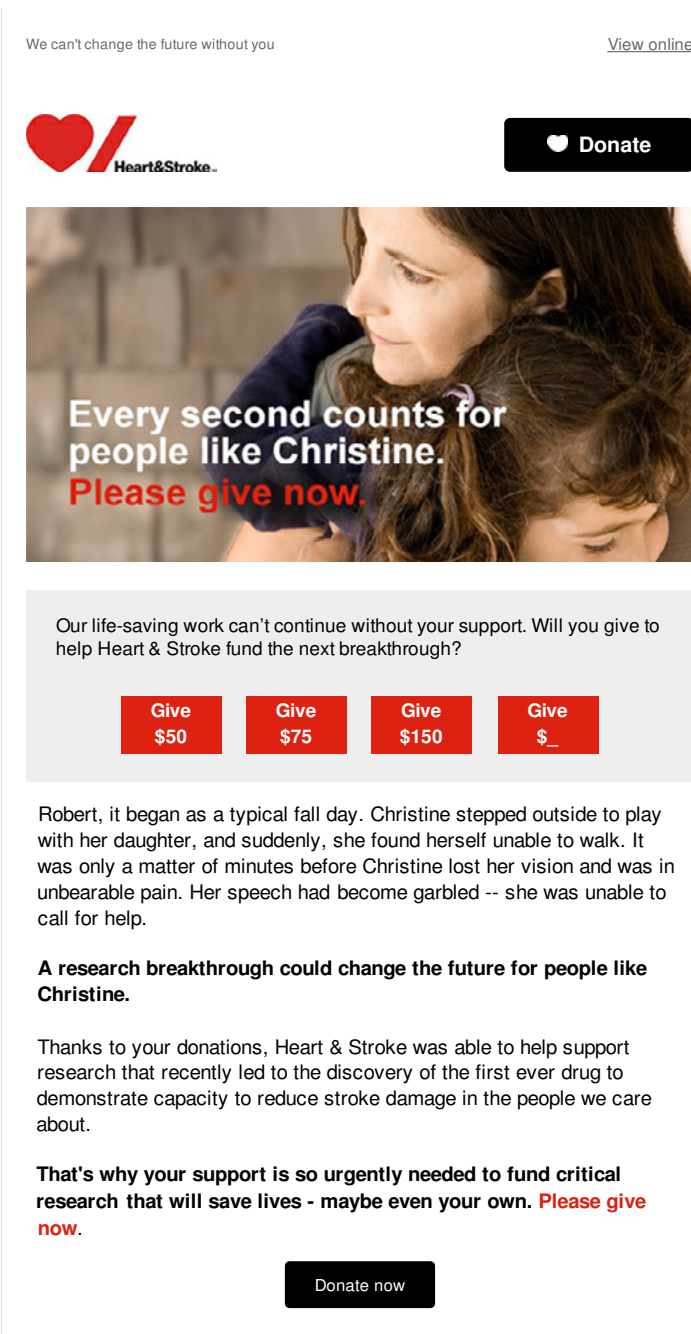 We can't change the future without you
View online
Heart&Stroke™
Donate
Every second counts for
people like Christine.
Please give now.
Our life-saving work can’t continue without your support. Will you give to
help Heart & Stroke fund the next breakthrough?
Give
$50
Give
$75
Give
$150
Give
$_
Robert, it began as a typical fall day. Christine stepped outside to play
with her daughter, and suddenly, she found herself unable to walk. It
was only a matter of minutes before Christine lost her vision and was in
unbearable pain. Her speech had become garbled -- she was unable to
call for help.
A research breakthrough could change the future for people like
Christine.
Thanks to your donations, Heart & Stroke was able to help support
research that recently led to the discovery of the first ever drug to
demonstrate capacity to reduce stroke damage in the people we care
about.
That's why your support is so urgently needed to fund critical
research that will save lives - maybe even your own. Please give
now.
Donate now